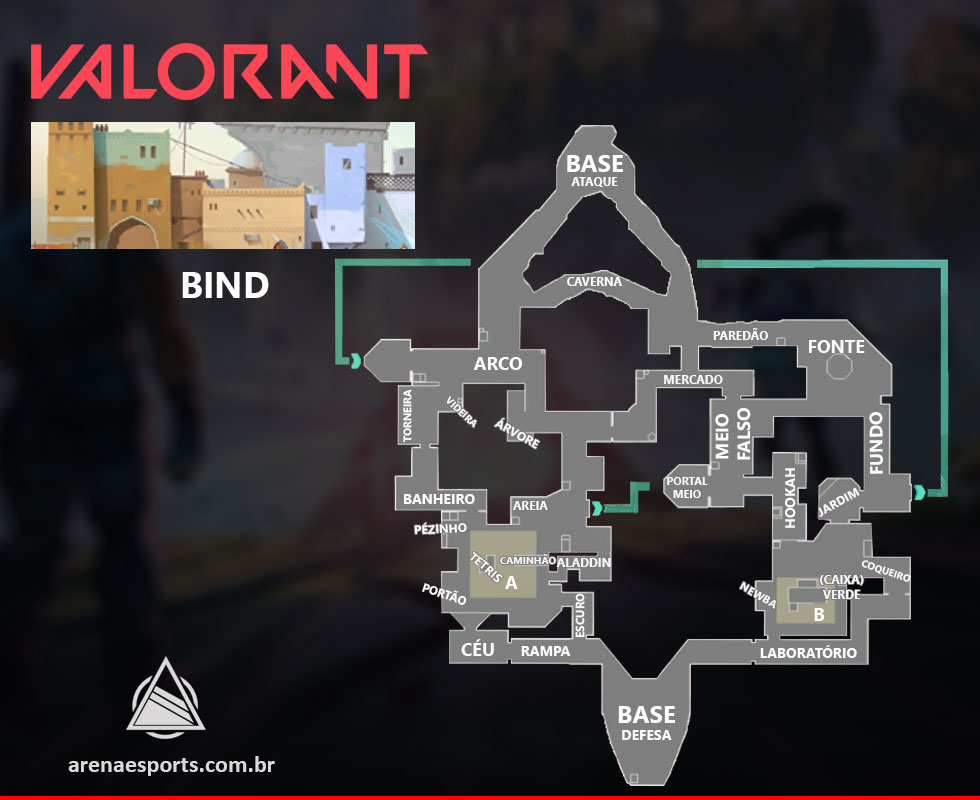 VALORANT
BIND
BASE
ATAQUE
CAVERNA
PAREDÃO
FONTE
ARCO
MERCADO
TORNEIRA
VIDEIRA
ÁRVORE
MEIO
FALSO
FUNDO
PORTAL
MEIO
HOOKAH
JARDIM
BANHEIRO
AREIA
PÉZINHO
TETRIS
CAMINHÃO
ALADDIN
A
COQUEIRO
(CAIXA)
VERDE
NEWBA
B
PORTÃO
ESCURO
CÉU
RAMPA
LABORATÓRIO
BASE
DEFESA
arenaesports.com.br